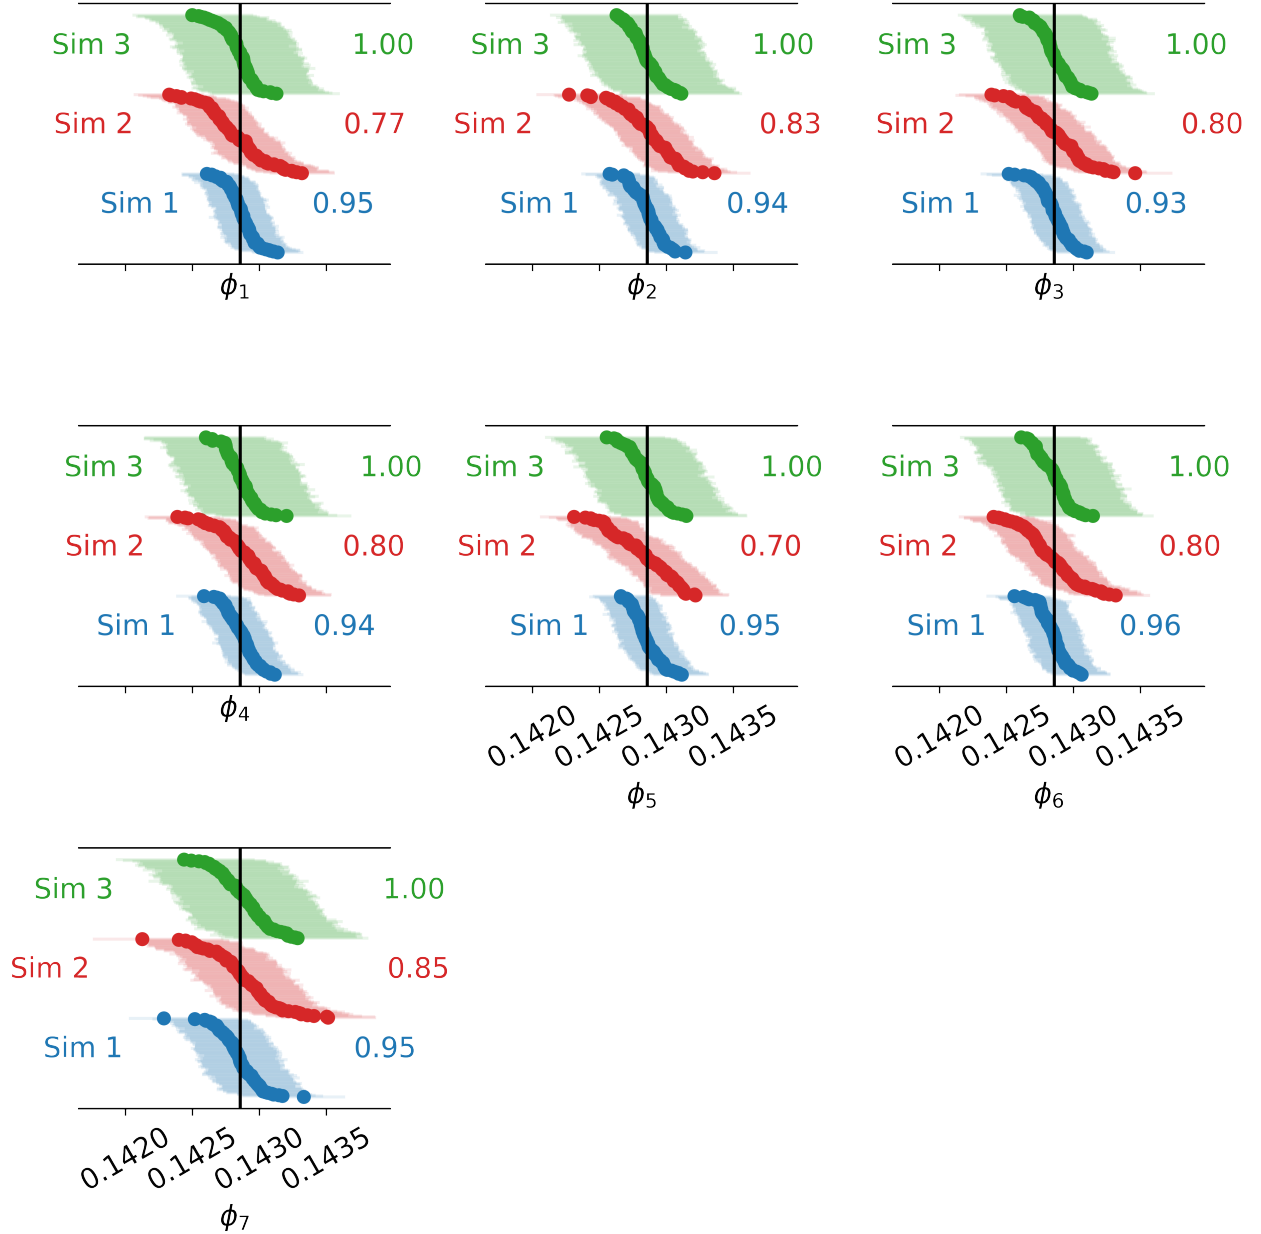 Sim 3 1.00 Sim 3 1.00 Sim 3 1.00
Sim 2 0.77 Sim 2 0.83 Sim 2 0.80
Sim 1 0.95 Sim 1 0.94 Sim 1 0.93
ϕ₁ ϕ₂ ϕ₃
Sim 3 1.00 Sim 3 1.00 Sim 3 1.00
Sim 2 0.80 Sim 2 0.70 Sim 2 0.80
Sim 1 0.94 Sim 1 0.95 Sim 1 0.96
ϕ₄
0.1420 0.1425 0.1430 0.1435 0.1420 0.1425 0.1430 0.1435
ϕ₅ ϕ₆
Sim 3 1.00
Sim 2 0.85
Sim 1 0.95
0.1420 0.1425 0.1430 0.1435
ϕ₇